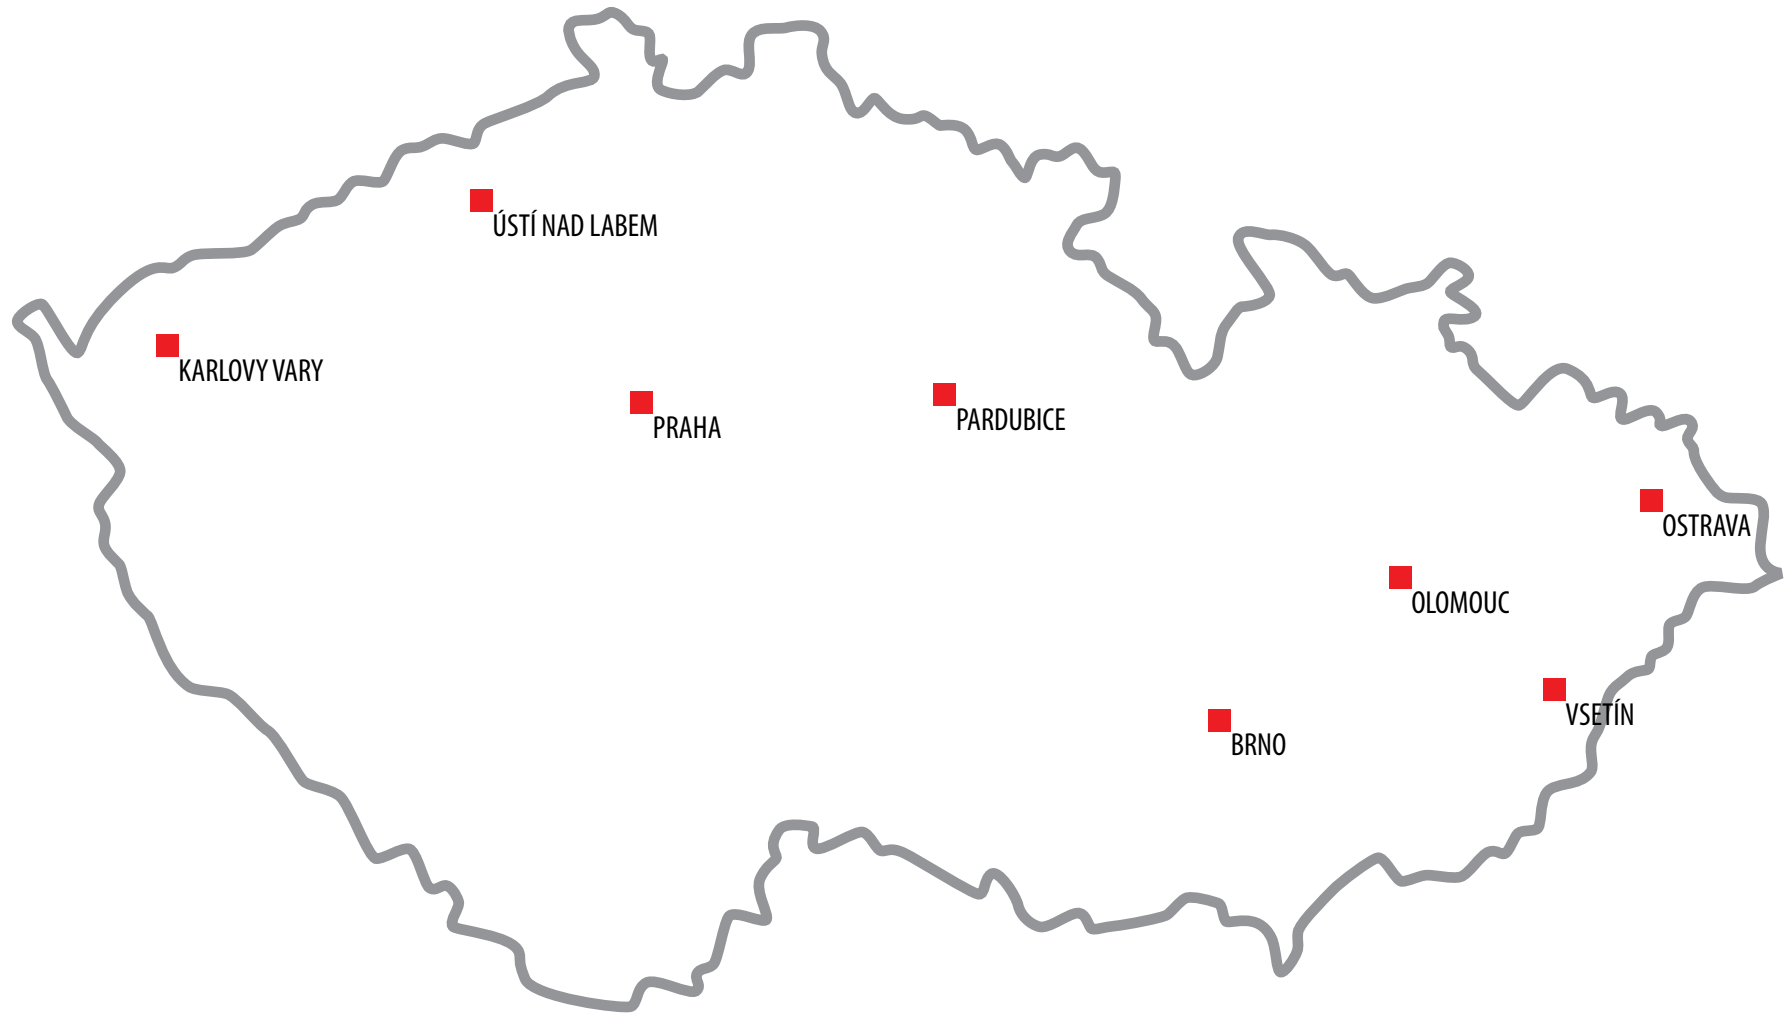 ÚSTÍ NAD LABEM
KARLOVY VARY
PRAHA
PARDUBICE
OSTRAVA
OLOMOUC
VSETÍN
BRNO